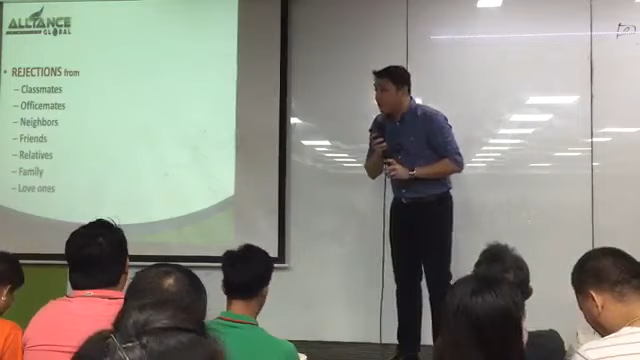 ALLIANCE
GLOBAL
• REJECTIONS from
– Classmates
– Officemates
– Neighbors
– Friends
– Relatives
– Family
– Love ones